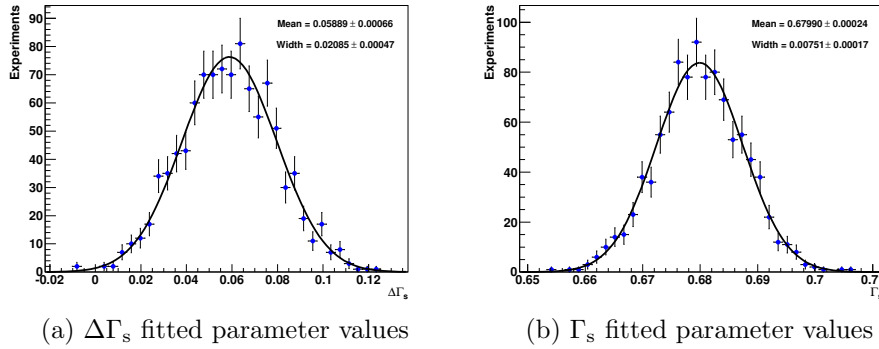 Experiments
90
80
70
60
50
40
30
20
10
0
Mean = 0.05889 ± 0.00066
Width = 0.02085 ± 0.00047
-0.02 0 0.02 0.04 0.06 0.08 0.1 0.12
ΔΓs
(a) ΔΓs fitted parameter values
Experiments
100
80
60
40
20
0
Mean = 0.67990 ± 0.00024
Width = 0.00751 ± 0.00017
0.65 0.66 0.67 0.68 0.69 0.7
(b) Γs fitted parameter values